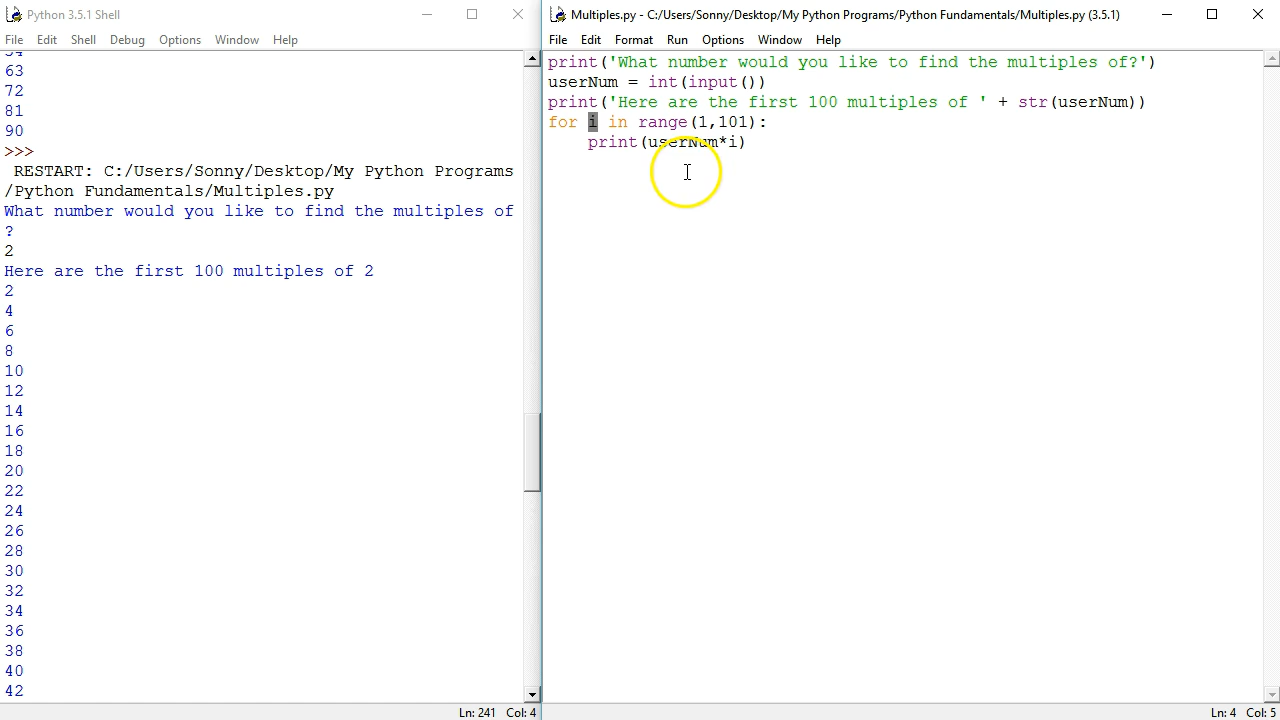 Python 3.5.1 Shell
File Edit Shell Debug Options Window Help
54
63
72
81
90
>>>
RESTART: C:/Users/Sonny/Desktop/My Python Programs
/Python Fundamentals/Multiples.py
What number would you like to find the multiples of
?
2
Here are the first 100 multiples of 2
2
4
6
8
10
12
14
16
18
20
22
24
26
28
30
32
34
36
38
40
42
Ln: 241 Col: 4
Multiples.py - C:/Users/Sonny/Desktop/My Python Programs/Python Fundamentals/Multiples.py (3.5.1)
File Edit Format Run Options Window Help
print('What number would you like to find the multiples of?')
userNum = int(input())
print('Here are the first 100 multiples of ' + str(userNum))
for i in range(1,101):
    print(userNum*i)
Ln: 4 Col: 5